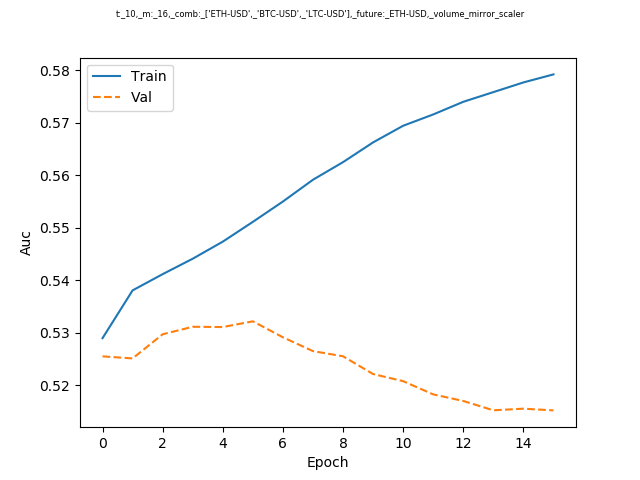 t:_10,_m:_16,_comb:_['ETH-USD',_'BTC-USD',_'LTC-USD'],_future:_ETH-USD,_volume_mirror_scaler
Train
Val
0.58
0.57
0.56
0.55
0.54
0.53
0.52
Auc
0 2 4 6 8 10 12 14
Epoch